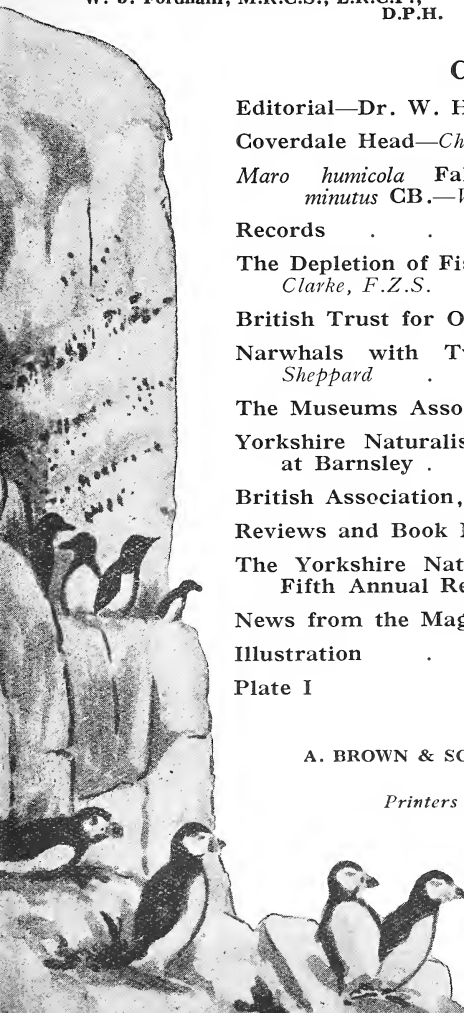 W. J. Fordham, M.R.C.S., L.R.C.P.,
D.P.H.
Editorial—Dr. W. H
Coverdale Head—Ch
Maro humicola Fal
minutus CB.—W
Records . .
The Depletion of Fis
Clarke, F.Z.S.
British Trust for O
Narwhals with T
Sheppard .
The Museums Asso
Yorkshire Naturalis
at Barnsley .
British Association,
Reviews and Book
The Yorkshire Nat
Fifth Annual Re
News from the Mag
Illustration .
Plate I
A. BROWN & SO
Printers